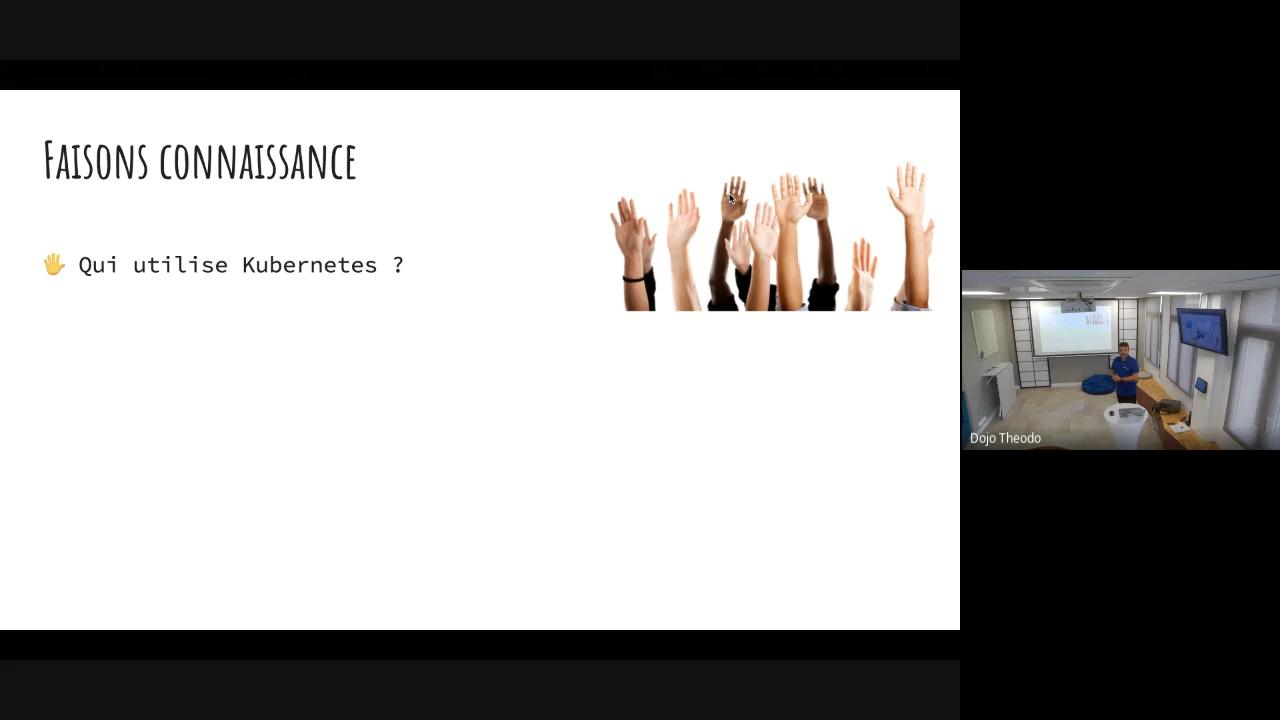 Faisons connaissance
🖐 Qui utilise Kubernetes ?
Dojo Theodo